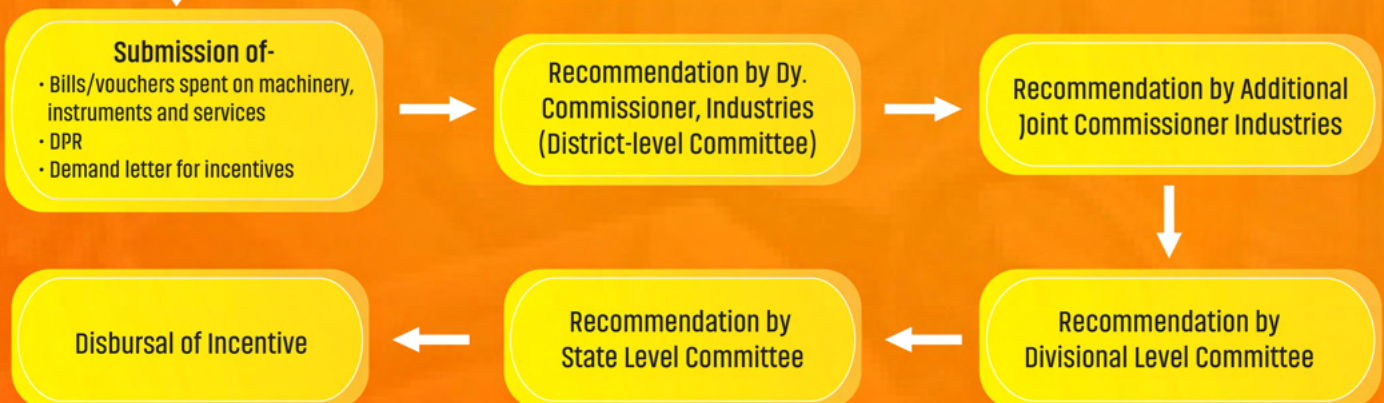 Submission of-
· Bills/vouchers spent on machinery,
instruments and services
· DPR
· Demand letter for incentives
Recommendation by Dy.
Commissioner, Industries
(District-level Committee)
Recommendation by Additional
Joint Commissioner Industries
Recommendation by
Divisional Level Committee
Recommendation by
State Level Committee
Disbursal of Incentive